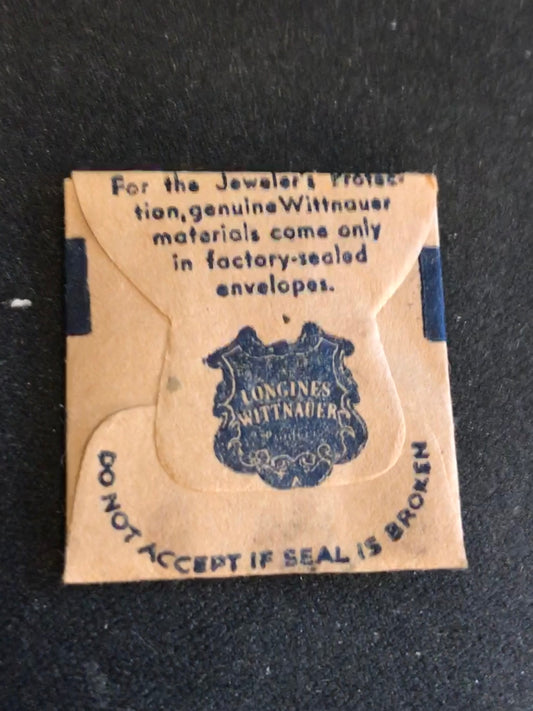 For the Jeweler's Protec-
tion, genuine Wittnauer
materials come only
in factory-sealed
envelopes.
LONGINES
WITTNAUER
DO NOT ACCEPT IF SEAL IS BROKEN